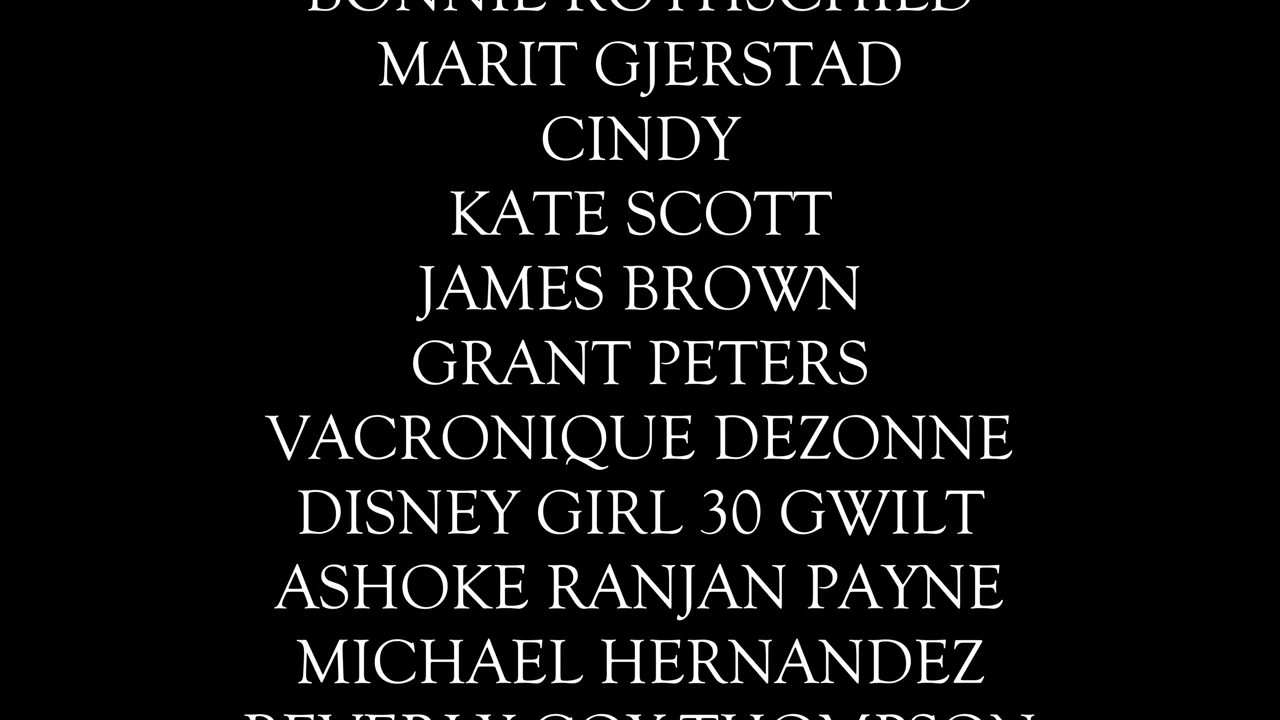 BONNIE ROTHSCHILD
MARIT GJERSTAD
CINDY
KATE SCOTT
JAMES BROWN
GRANT PETERS
VACRONIQUE DEZONNE
DISNEY GIRL 30 GWILT
ASHOKE RANJAN PAYNE
MICHAEL HERNANDEZ
BEVERLY COX THOMPSON